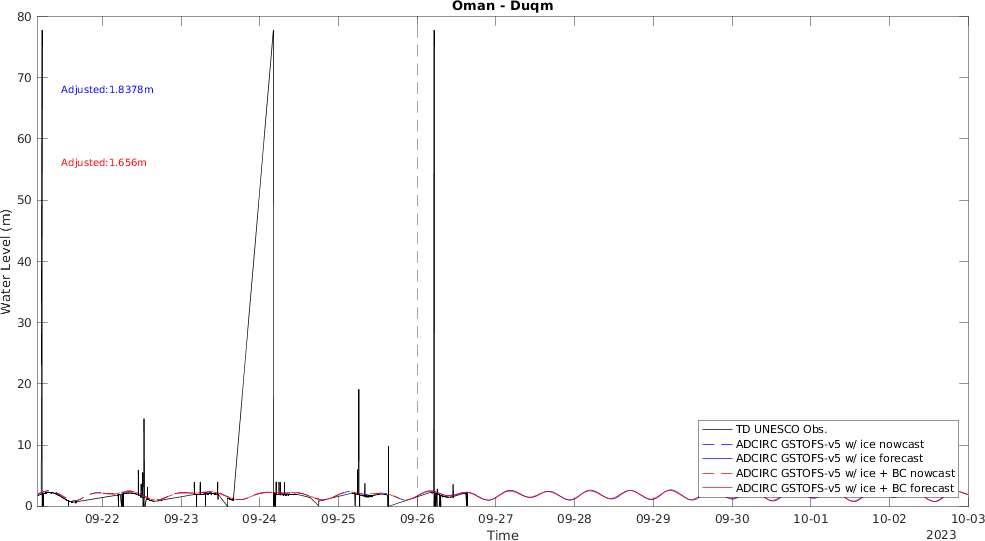 Oman - Duqm
80
70
60
50
40
30
20
10
0
Water Level (m)
Adjusted:1.8378m
Adjusted:1.656m
TD UNESCO Obs.
ADCIRC GSTOFS-v5 w/ ice nowcast
ADCIRC GSTOFS-v5 w/ ice forecast
ADCIRC GSTOFS-v5 w/ ice + BC nowcast
ADCIRC GSTOFS-v5 w/ ice + BC forecast
09-22 09-23 09-24 09-25 09-26 09-27 09-28 09-29 09-30 10-01 10-02 10-03
Time
2023